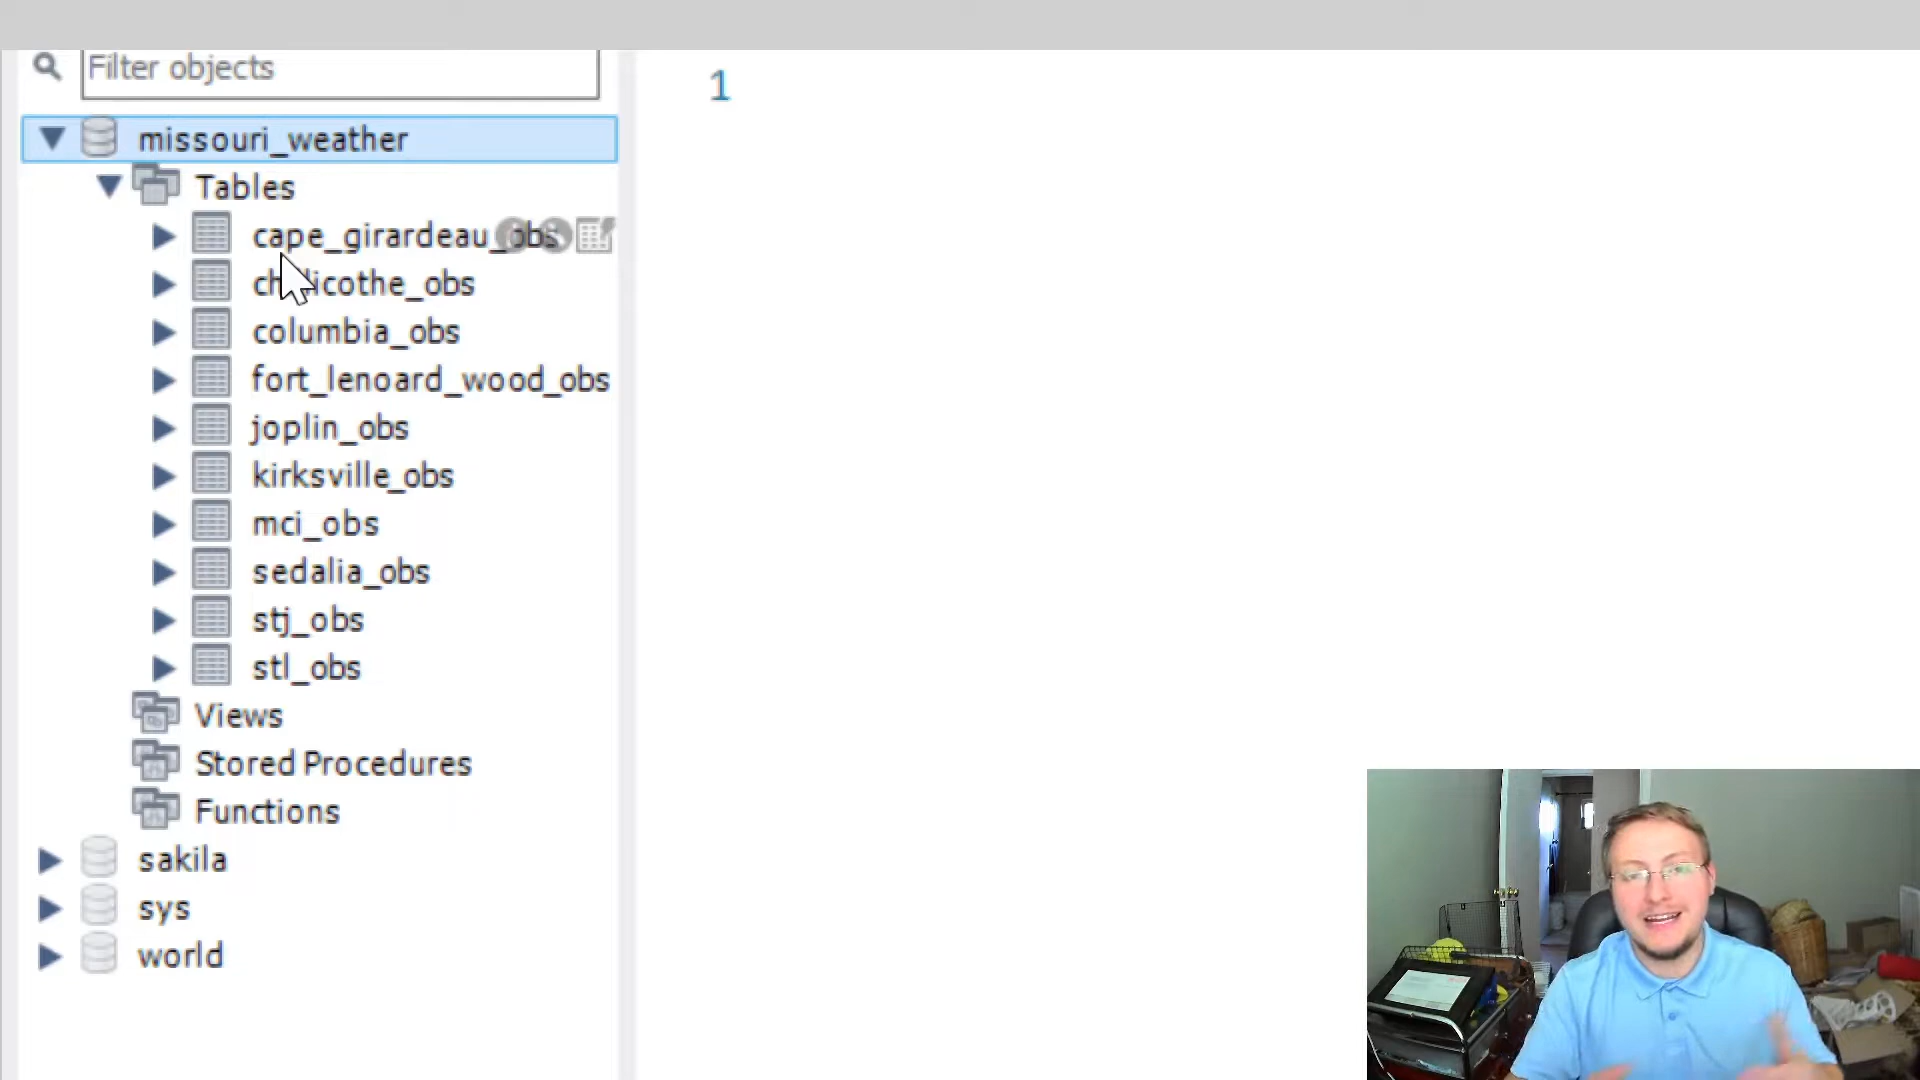 Filter objects
1
missouri_weather
Tables
cape_girardeau_obs
columbia_obs
fort_lenoard_wood_obs
joplin_obs
kirksville_obs
mci_obs
sedalia_obs
stj_obs
stl_obs
Views
Stored Procedures
Functions
sakila
sys
world